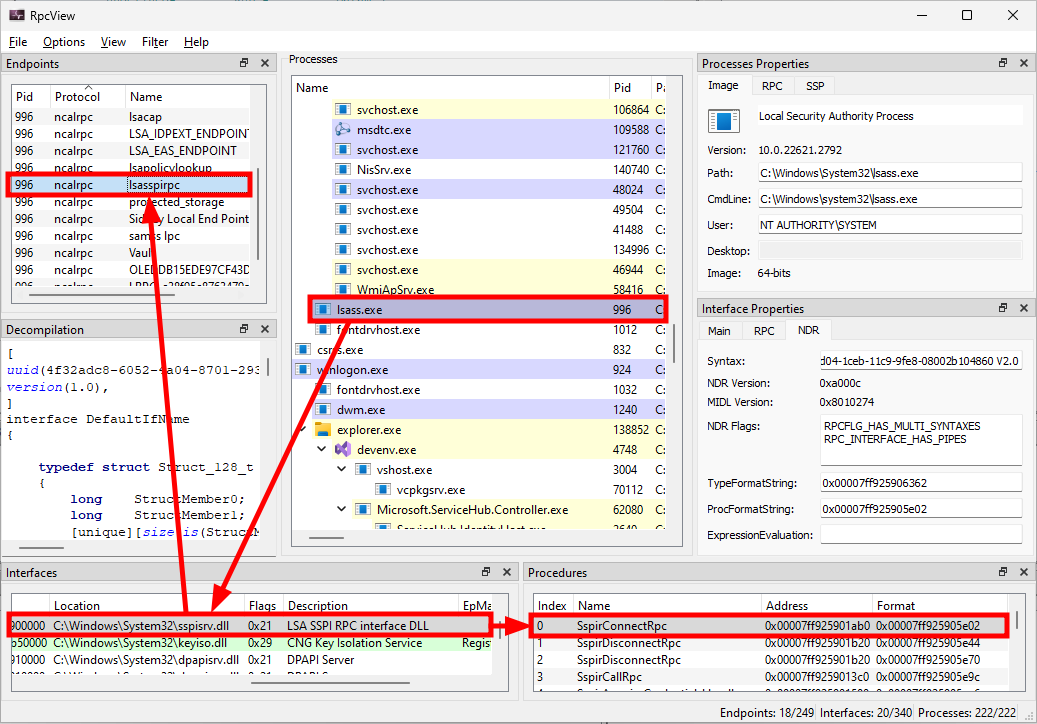 RpcView
File Options View Filter Help
Endpoints
Pid Protocol Name
996 ncalrpc lsacap
996 ncalrpc LSA_IDPEXT_ENDPOINT
996 ncalrpc LSA_EAS_ENDPOINT
996 ncalrpc lsapolicylookup
996 ncalrpc lsasspirpc
996 ncalrpc protected_storage
996 ncalrpc Local End Point
996 ncalrpc samss lpc
996 ncalrpc Vault
996 ncalrpc
Decompilation
[
uuid(4f32adc8-6052-4a04-8701-293
version(1.0),
]
interface DefaultIfName
{
typedef struct Struct_128_t
{
long StructMember0;
long StructMember1;
[unique][size_is(StructM
Processes
Name Pid
svchost.exe 106864 C:
msdtc.exe 109588 C:
svchost.exe 121760 C:
NisSrv.exe 140740 C:
svchost.exe 48024 C:
svchost.exe 49504 C:
svchost.exe 41488 C:
svchost.exe 134996 C:
svchost.exe 46944 C:
WmiApSrv.exe 58416 C:
lsass.exe 996 C:
fontdrvhost.exe 1012 C:
csrss.exe 832 C:
winlogon.exe 924 C:
fontdrvhost.exe 1032 C:
dwm.exe 1240 C:
explorer.exe 138852 C:
devenv.exe 4748 C:
vshost.exe 3004 C:
vcpkgsrv.exe 70112 C:
Microsoft.ServiceHub.Controller.exe 62080 C:
ServiceHub.IdentityHost.exe 3640 C:
Processes Properties
Image RPC SSP
Local Security Authority Process
Version: 10.0.22621.2792
Path: C:\Windows\System32\lsass.exe
CmdLine: C:\Windows\system32\lsass.exe
User: NT AUTHORITY\SYSTEM
Desktop:
Image: 64-bits
Interface Properties
Main RPC NDR
Syntax: d04-1ceb-11c9-9fe8-08002b104860 V2.0
NDR Version: 0xa000c
MIDL Version: 0x8010274
NDR Flags: RPCFLG_HAS_MULTI_SYNTAXES
RPC_INTERFACE_HAS_PIPES
TypeFormatString: 0x00007ff925906362
ProcFormatString: 0x00007ff925905e02
ExpressionEvaluation:
Interfaces
Location Flags Description EpMa
900000 C:\Windows\System32\sspisrv.dll 0x21 LSA SSPI RPC interface DLL
b50000 C:\Windows\System32\keyiso.dll 0x29 CNG Key Isolation Service Regis
910000 C:\Windows\System32\dpapisrv.dll 0x21 DPAPI Server
Procedures
Index Name Address Format
0 SspirConnectRpc 0x00007ff925901ab0 0x00007ff925905e02
1 SspirDisconnectRpc 0x00007ff925901b20 0x00007ff925905e44
2 SspirDisconnectRpc 0x00007ff925901b20 0x00007ff925905e70
3 SspirCallRpc 0x00007ff9259013c0 0x00007ff925905e9c
Endpoints: 18/249 Interfaces: 20/340 Processes: 222/222